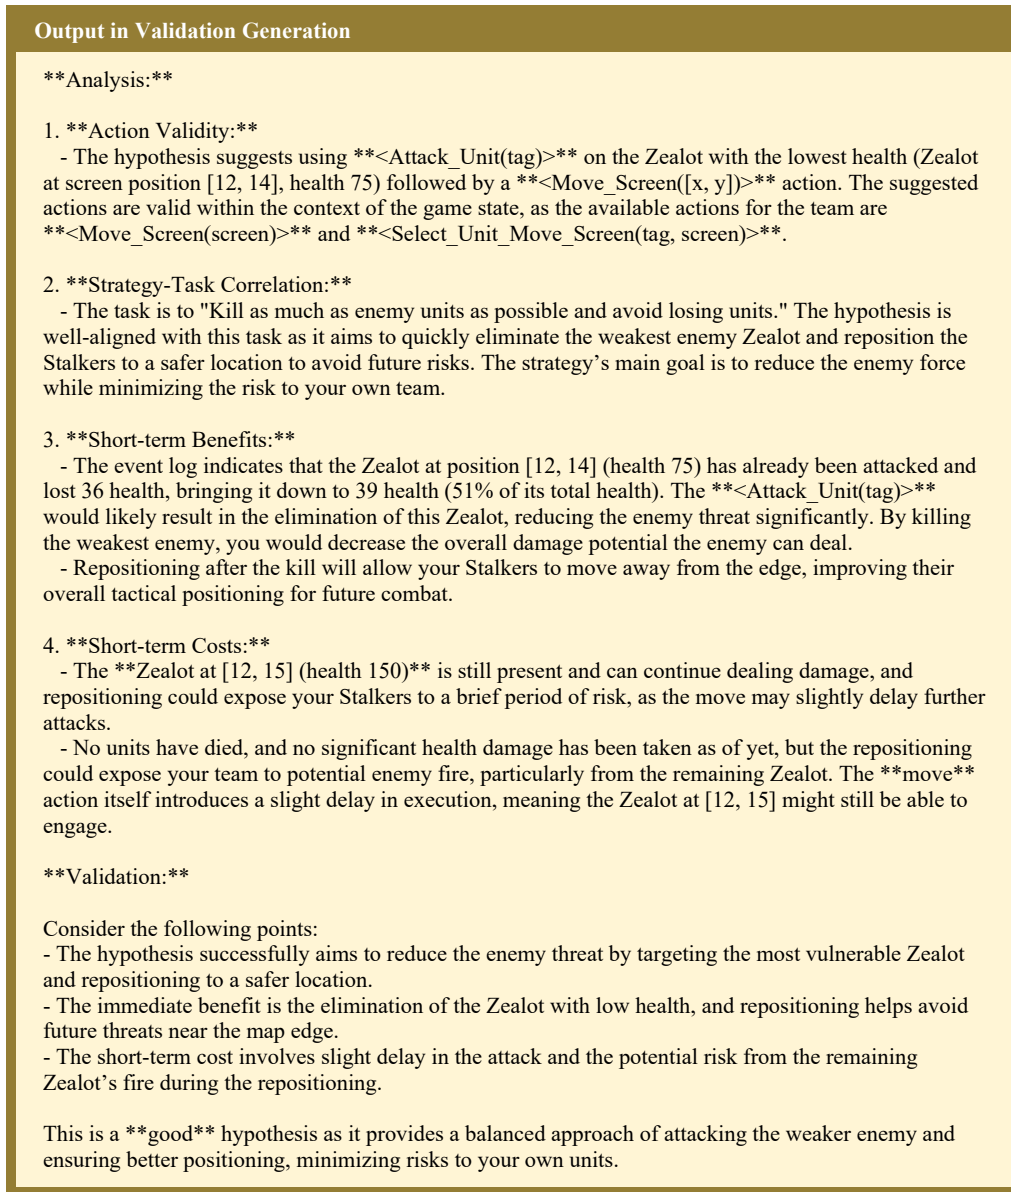 Output in Validation Generation
**Analysis:**
1. **Action Validity:**
- The hypothesis suggests using **<Attack_Unit(tag)>** on the Zealot with the lowest health (Zealot
at screen position [12, 14], health 75) followed by a **<Move_Screen([x, y])>** action. The suggested
actions are valid within the context of the game state, as the available actions for the team are
**<Move_Screen(screen)>** and **<Select_Unit_Move_Screen(tag, screen)>**.
2. **Strategy-Task Correlation:**
- The task is to "Kill as much as enemy units as possible and avoid losing units." The hypothesis is
well-aligned with this task as it aims to quickly eliminate the weakest enemy Zealot and reposition the
Stalkers to a safer location to avoid future risks. The strategy’s main goal is to reduce the enemy force
while minimizing the risk to your own team.
3. **Short-term Benefits:**
- The event log indicates that the Zealot at position [12, 14] (health 75) has already been attacked and
lost 36 health, bringing it down to 39 health (51% of its total health). The **<Attack_Unit(tag)>**
would likely result in the elimination of this Zealot, reducing the enemy threat significantly. By killing
the weakest enemy, you would decrease the overall damage potential the enemy can deal.
- Repositioning after the kill will allow your Stalkers to move away from the edge, improving their
overall tactical positioning for future combat.
4. **Short-term Costs:**
- The **Zealot at [12, 15] (health 150)** is still present and can continue dealing damage, and
repositioning could expose your Stalkers to a brief period of risk, as the move may slightly delay further
attacks.
- No units have died, and no significant health damage has been taken as of yet, but the repositioning
could expose your team to potential enemy fire, particularly from the remaining Zealot. The **move**
action itself introduces a slight delay in execution, meaning the Zealot at [12, 15] might still be able to
engage.
**Validation:**
Consider the following points:
- The hypothesis successfully aims to reduce the enemy threat by targeting the most vulnerable Zealot
and repositioning to a safer location.
- The immediate benefit is the elimination of the Zealot with low health, and repositioning helps avoid
future threats near the map edge.
- The short-term cost involves slight delay in the attack and the potential risk from the remaining
Zealot’s fire during the repositioning.
This is a **good** hypothesis as it provides a balanced approach of attacking the weaker enemy and
ensuring better positioning, minimizing risks to your own units.